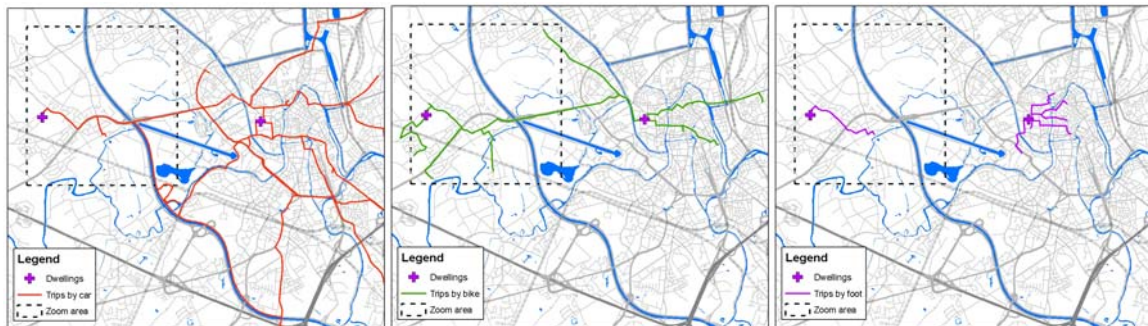 Legend
Dwellings
Trips by car
Zoom area
Legend
Dwellings
Trips by bike
Zoom area
Legend
Dwellings
Trips by foot
Zoom area